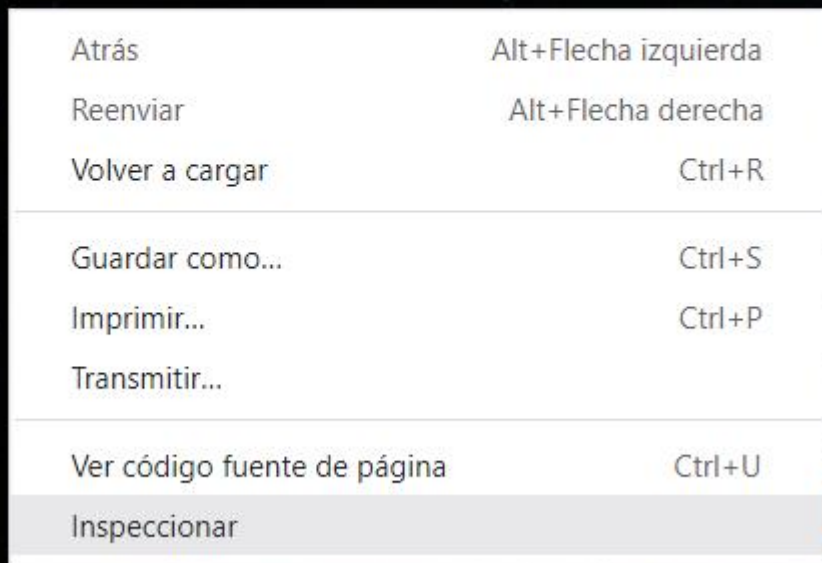 Atrás Alt+Flecha izquierda
Reenviar Alt+Flecha derecha
Volver a cargar Ctrl+R
Guardar como... Ctrl+S
Imprimir... Ctrl+P
Transmitir...
Ver código fuente de página Ctrl+U
Inspeccionar